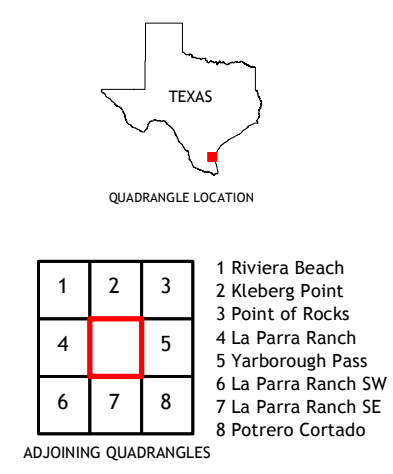 TEXAS
QUADRANGLE LOCATION
1 2 3
4 5
6 7 8
ADJOINING QUADRANGLES
1 Riviera Beach
2 Kleberg Point
3 Point of Rocks
4 La Parra Ranch
5 Yarborough Pass
6 La Parra Ranch SW
7 La Parra Ranch SE
8 Potrero Cortado